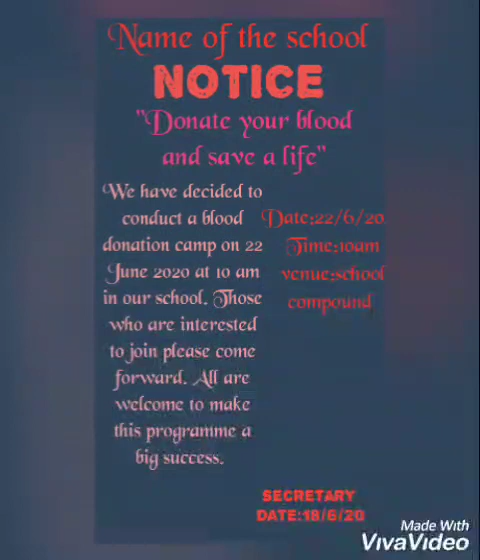 Name of the school
NOTICE
"Donate your blood
and save a life"
We have decided to
conduct a blood
donation camp on 22
June 2020 at 10 am
in our school. Those
who are interested
to join please come
forward. All are
welcome to make
this programme a
big success.
Date:22/6/20
Time:10am
venue:school
compound
SECRETARY
DATE:18/6/20
Made With
VivaVideo